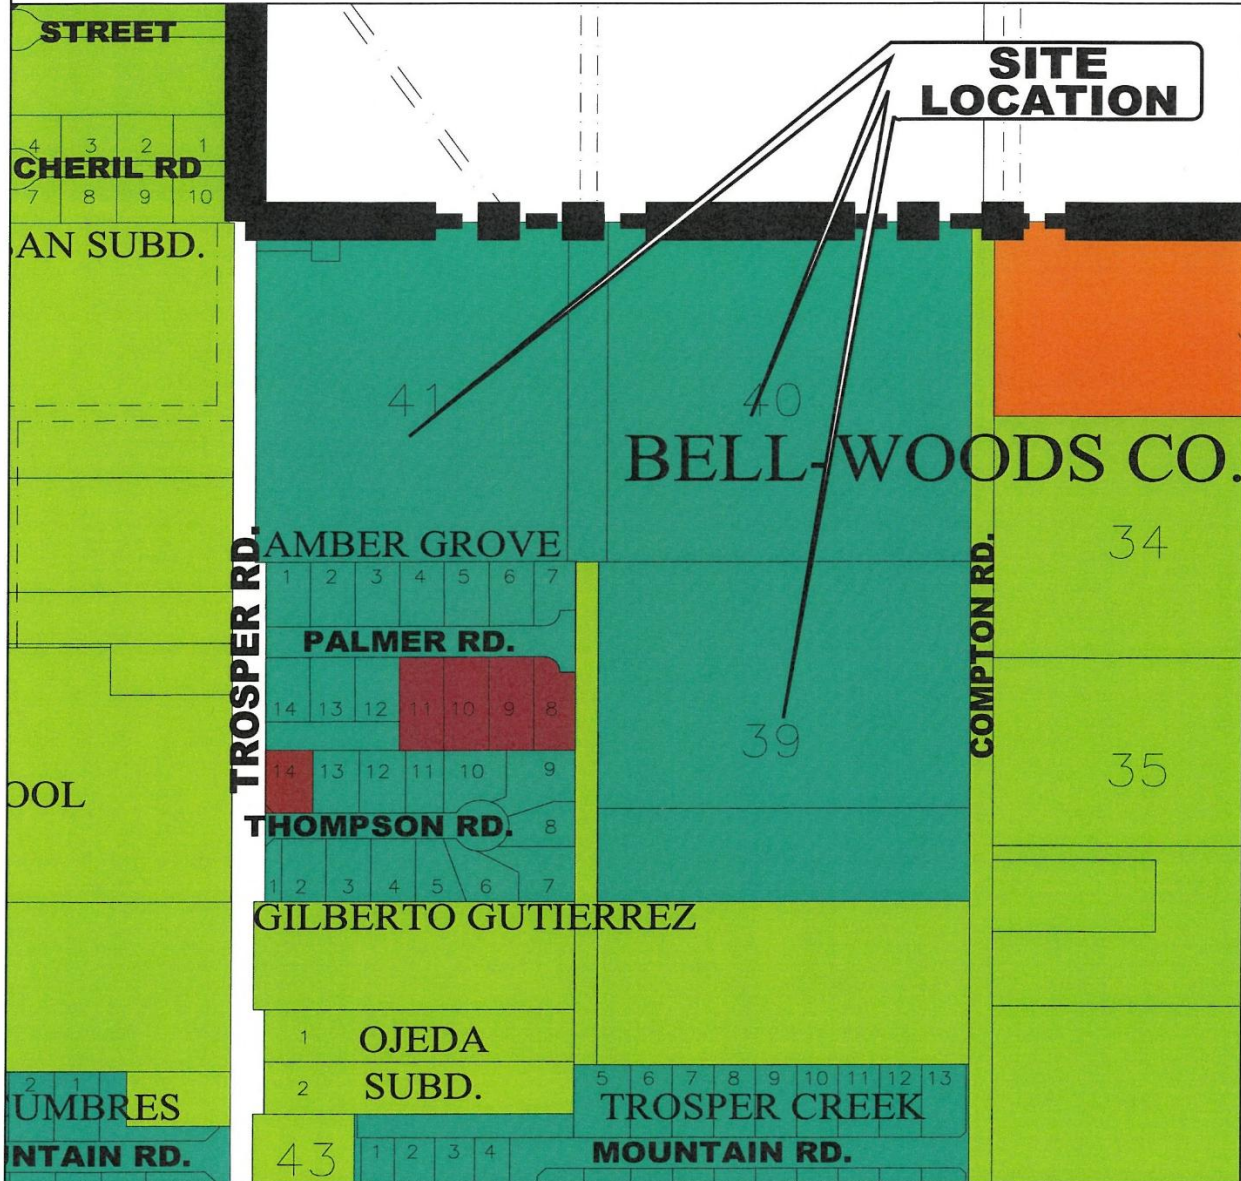 STREET
SITE
LOCATION
4 3 2 1
CHERIL RD
7 8 9 10
AN SUBD.
41
40
BELL-WOODS CO.
34
TROSPER RD.
AMBER GROVE
COMPTON RD.
1 2 3 4 5 6 7
PALMER RD.
14 13 12 11 10 9 8
39
35
14 13 12 11 10 9
OOL
THOMPSON RD.
8
1 2 3 4 5 6 7
GILBERTO GUTIERREZ
1 OJEDA
2 SUBD.
2 1
5 6 7 8 9 10 11 12 13
UMBRES
TROSPER CREEK
NTAIN RD.
43
1 2 3 4
MOUNTAIN RD.